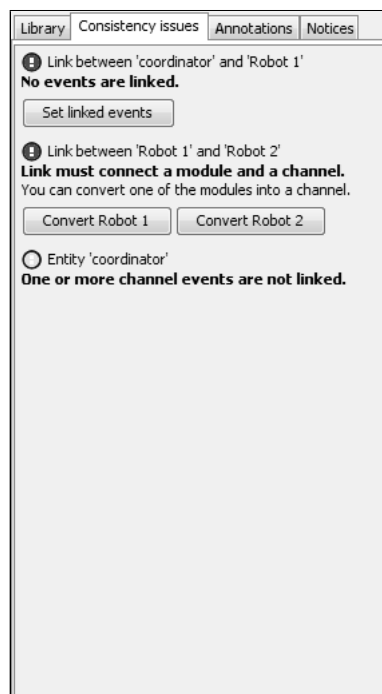 Library Consistency issues Annotations Notices
Link between 'coordinator' and 'Robot 1'
No events are linked.
Set linked events
Link between 'Robot 1' and 'Robot 2'
Link must connect a module and a channel.
You can convert one of the modules into a channel.
Convert Robot 1 Convert Robot 2
Entity 'coordinator'
One or more channel events are not linked.